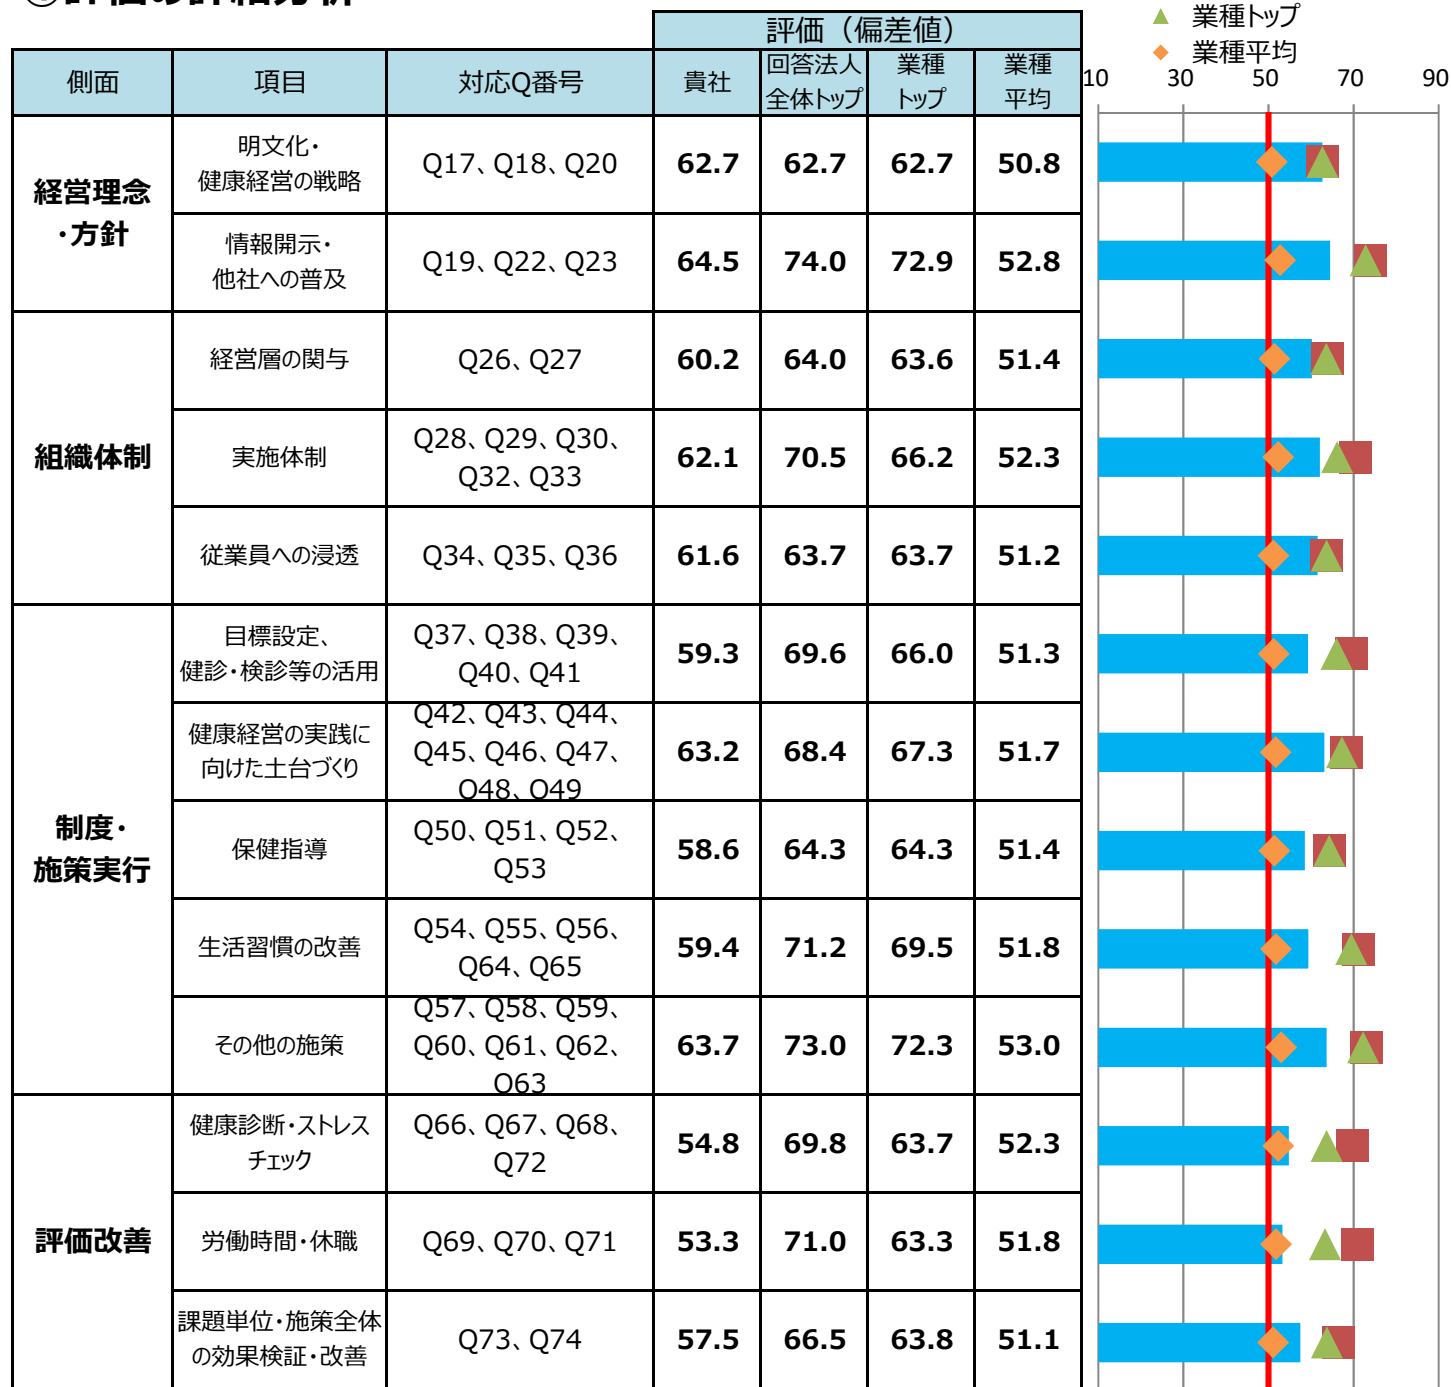 ①評価の詳細分析
▲ 業種トップ
◆ 業種平均
評価（偏差値）
側面 項目 対応Q番号 貴社 回答法人 業種 業種
全体トップ トップ 平均
10 30 50 70 90
経営理念
・方針
明文化・
健康経営の戦略
Q17、Q18、Q20
62.7 62.7 62.7 50.8
情報開示・
他社への普及
Q19、Q22、Q23
64.5 74.0 72.9 52.8
組織体制
経営層の関与
Q26、Q27
60.2 64.0 63.6 51.4
実施体制
Q28、Q29、Q30、
Q32、Q33
62.1 70.5 66.2 52.3
従業員への浸透
Q34、Q35、Q36
61.6 63.7 63.7 51.2
制度・
施策実行
目標設定、
健診・検診等の活用
Q37、Q38、Q39、
Q40、Q41
59.3 69.6 66.0 51.3
健康経営の実践に
向けた土台づくり
Q42、Q43、Q44、
Q45、Q46、Q47、
Q48、Q49
63.2 68.4 67.3 51.7
保健指導
Q50、Q51、Q52、
Q53
58.6 64.3 64.3 51.4
生活習慣の改善
Q54、Q55、Q56、
Q64、Q65
59.4 71.2 69.5 51.8
その他の施策
Q57、Q58、Q59、
Q60、Q61、Q62、
Q63
63.7 73.0 72.3 53.0
評価改善
健康診断・ストレス
チェック
Q66、Q67、Q68、
Q72
54.8 69.8 63.7 52.3
労働時間・休職
Q69、Q70、Q71
53.3 71.0 63.3 51.8
課題単位・施策全体
の効果検証・改善
Q73、Q74
57.5 66.5 63.8 51.1